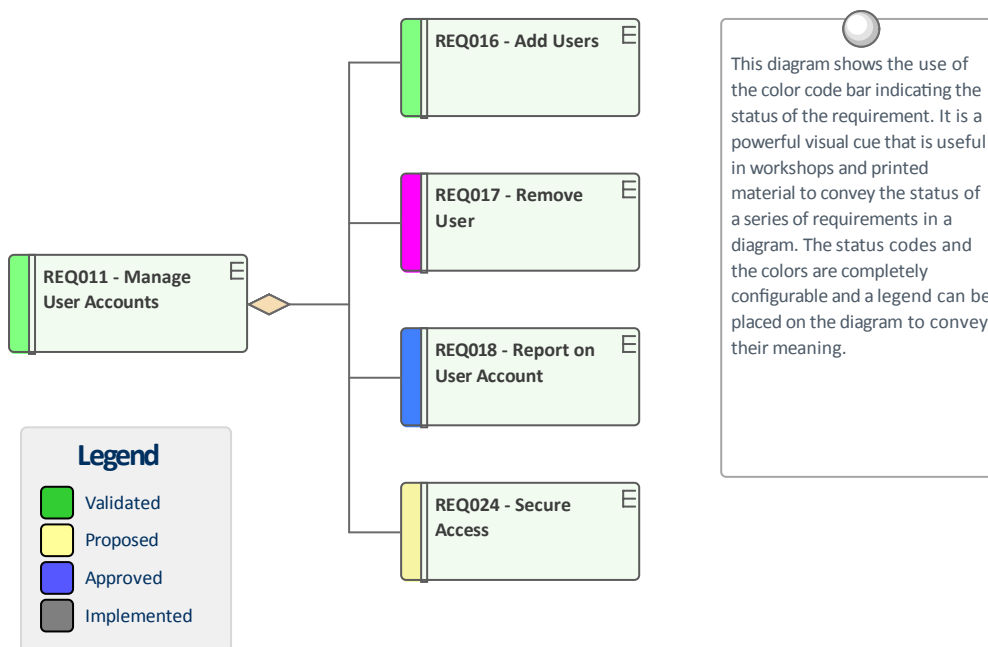 REQ016 - Add Users
E
REQ017 - Remove
User
E
REQ011 - Manage
User Accounts
E
REQ018 - Report on
User Account
E
REQ024 - Secure
Access
E
Legend
Validated
Proposed
Approved
Implemented
This diagram shows the use of
the color code bar indicating the
status of the requirement. It is a
powerful visual cue that is useful
in workshops and printed
material to convey the status of
a series of requirements in a
diagram. The status codes and
the colors are completely
configurable and a legend can be
placed on the diagram to convey
their meaning.